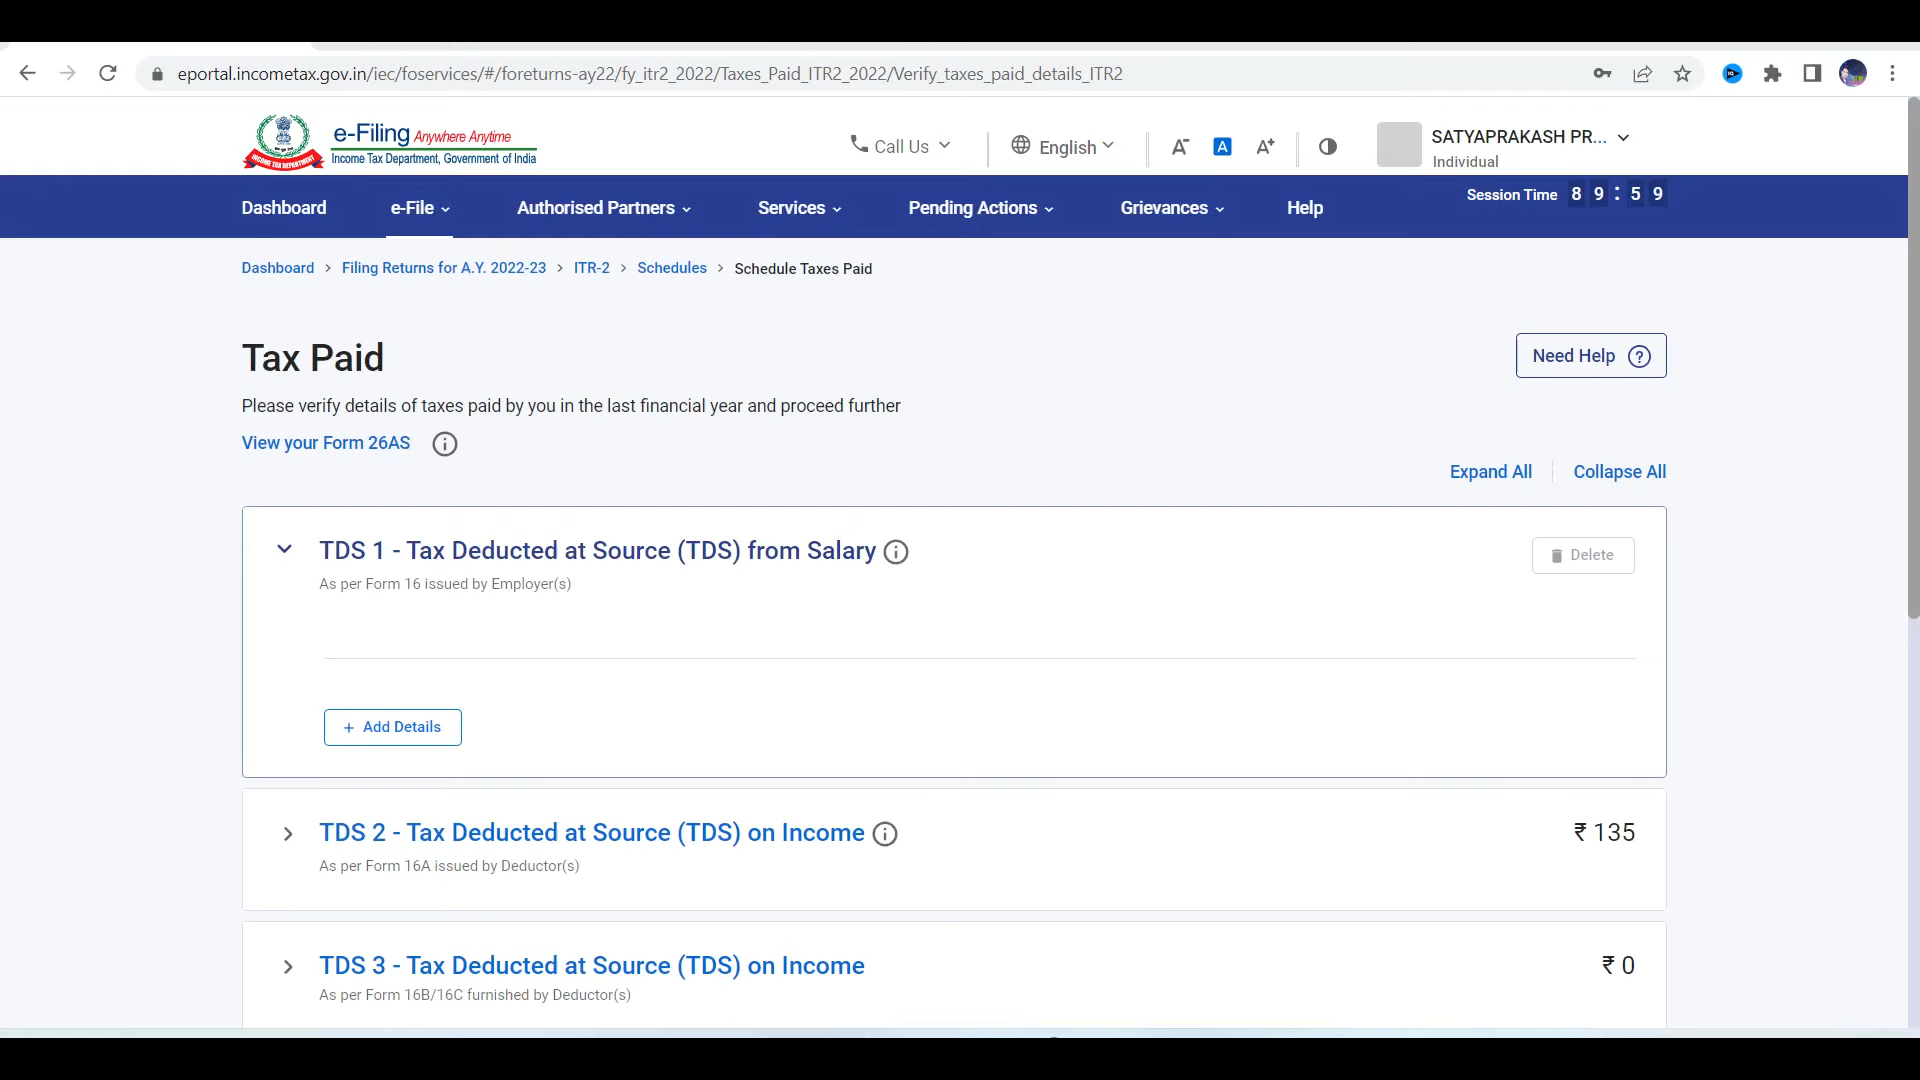 eportal.incometax.gov.in/iec/foservices/#/foreturns-ay22/fy_itr2_2022/Taxes_Paid_ITR2_2022/Verify_taxes_paid_details_ITR2
INCOME TAX DEPARTMENT
e-Filing Anywhere Anytime
Income Tax Department, Government of India
Call Us
English
A-
A
A+
SATYAPRAKASH PR...
Individual
Dashboard
e-File
Authorised Partners
Services
Pending Actions
Grievances
Help
Session Time 8 9 : 5 9
Dashboard > Filing Returns for A.Y. 2022-23 > ITR-2 > Schedules > Schedule Taxes Paid
Tax Paid
Need Help ?
Please verify details of taxes paid by you in the last financial year and proceed further
View your Form 26AS
Expand All
Collapse All
TDS 1 - Tax Deducted at Source (TDS) from Salary
Delete
As per Form 16 issued by Employer(s)
+ Add Details
TDS 2 - Tax Deducted at Source (TDS) on Income
₹ 135
As per Form 16A issued by Deductor(s)
TDS 3 - Tax Deducted at Source (TDS) on Income
₹ 0
As per Form 16B/16C furnished by Deductor(s)